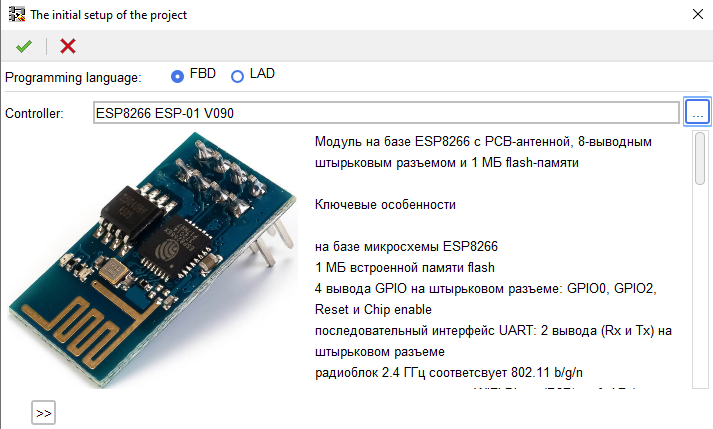 The initial setup of the project
Programming language:
FBD
LAD
Controller:
ESP8266 ESP-01 V090
...
Модуль на базе ESP8266 с PCB-антенной, 8-выводным
штырьковым разъемом и 1 МБ flash-памяти
Ключевые особенности
на базе микросхемы ESP8266
1 МБ встроенной памяти flash
4 вывода GPIO на штырьковом разъеме: GPIO0, GPIO2,
Reset и Chip enable
последовательный интерфейс UART: 2 вывода (Rx и Tx) на
штырьковом разъеме
радиоблок 2.4 ГГц соответсвует 802.11 b/g/n
>>